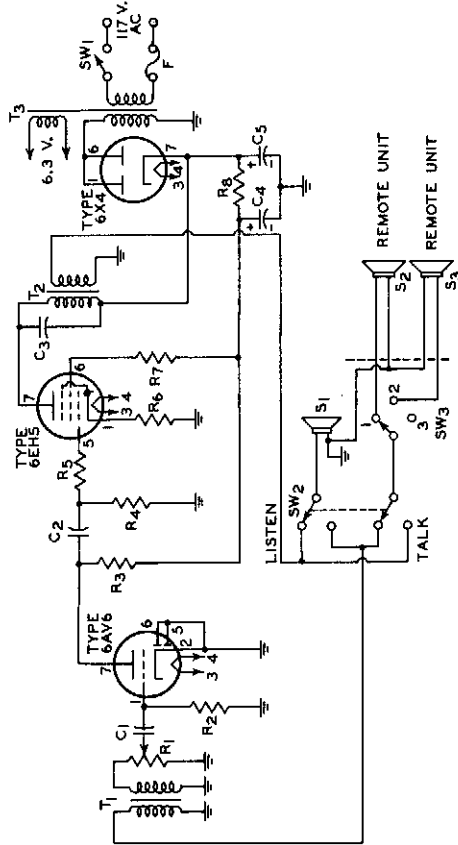 117 V.
AC
SW1
F
T3
6.3 V.
TYPE
6X4
6
1
7
3
4
C5
R8
C4
T2
C3
TYPE
6EH5
7
6
5
1
3
4
R7
R6
R5
R4
C2
R3
TYPE
6AV6
7
6
5
2
1
3
4
C1
R1
R2
T1
LISTEN
SW2
TALK
S1
1
2
3
SW3
S2
REMOTE UNIT
S3
REMOTE UNIT
+
+